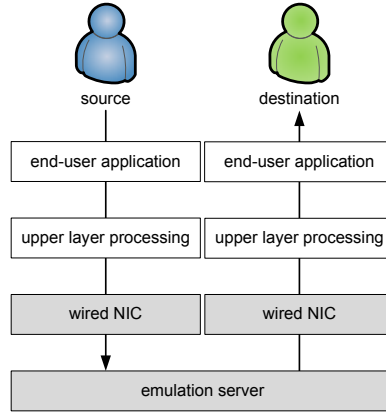 source
destination
end-user application
end-user application
upper layer processing
upper layer processing
wired NIC
wired NIC
emulation server